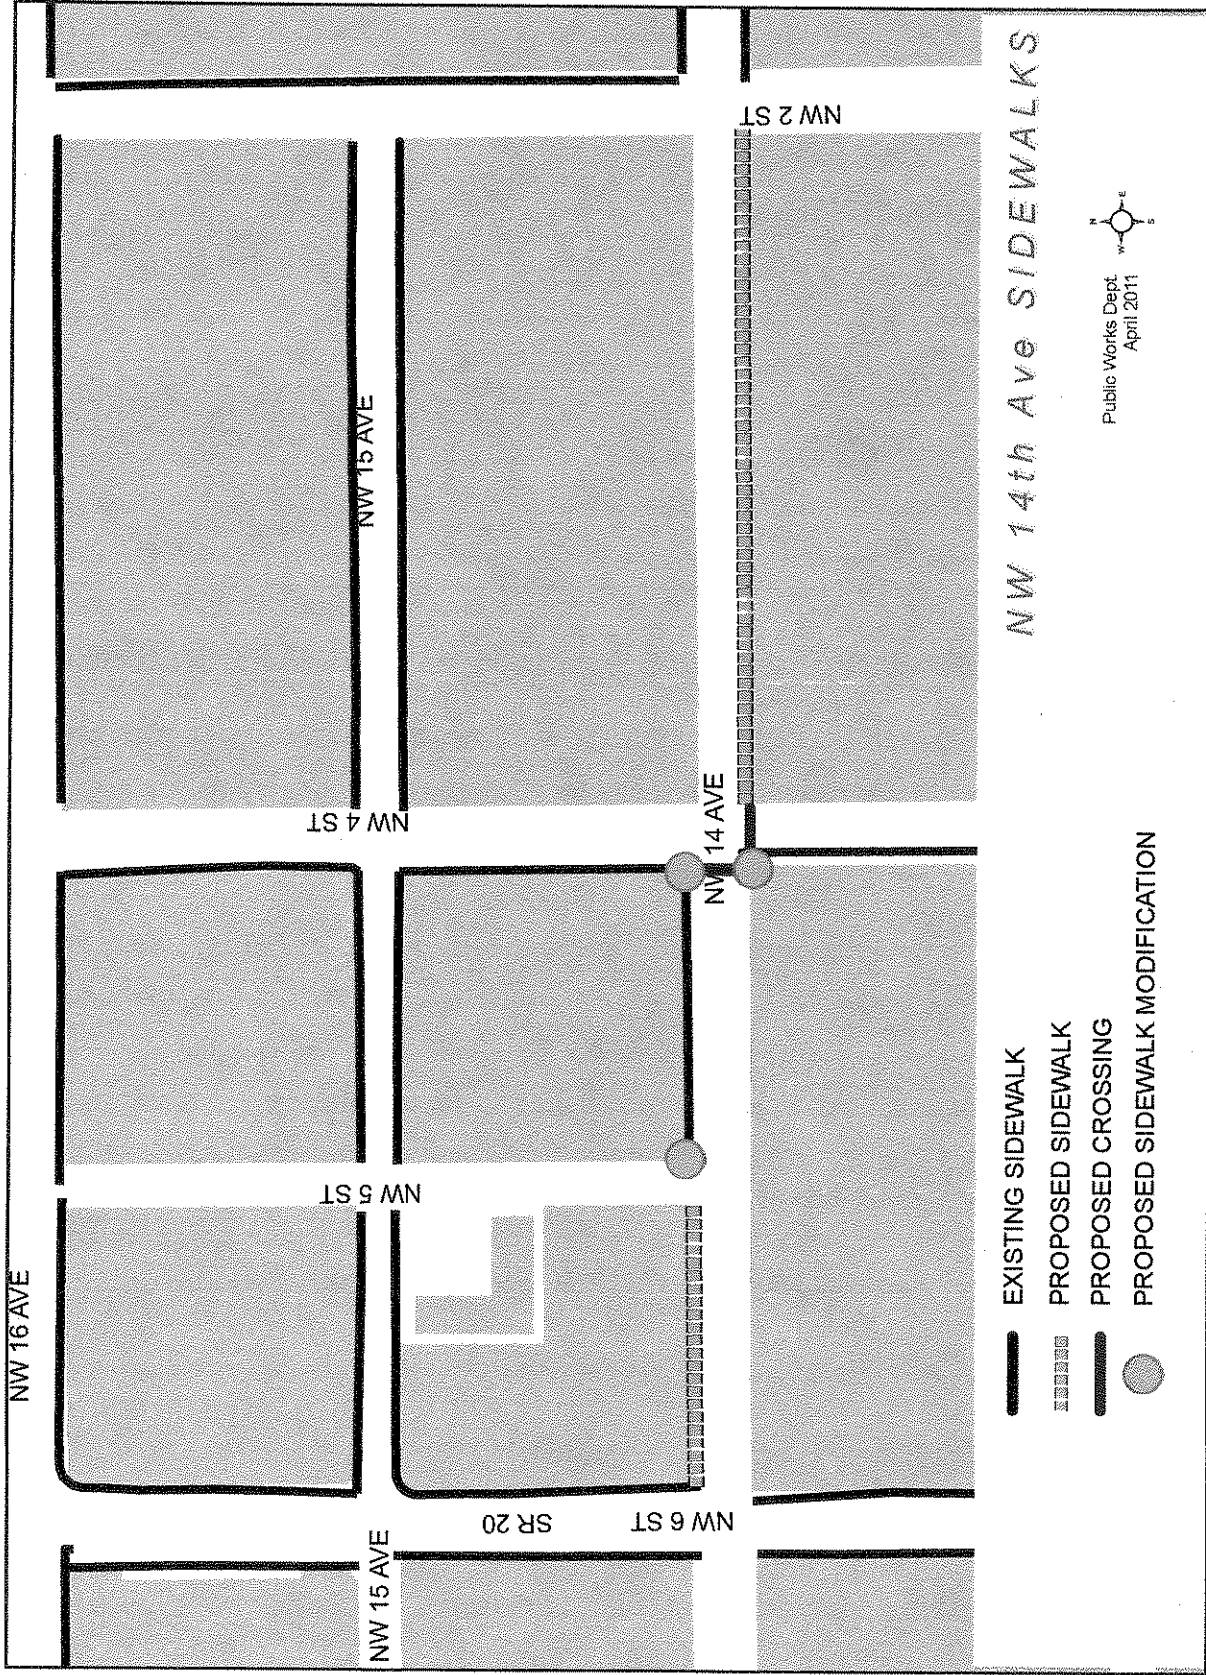 NW 16 AVE
NW 15 AVE
NW 15 AVE
NW 14 AVE
NW 2 ST
NW 4 ST
NW 5 ST
NW 6 ST
SR 20
NW 14th Ave SIDEWALKS
Public Works Dept.
April 2011
N
W
E
S
EXISTING SIDEWALK
PROPOSED SIDEWALK
PROPOSED CROSSING
PROPOSED SIDEWALK MODIFICATION